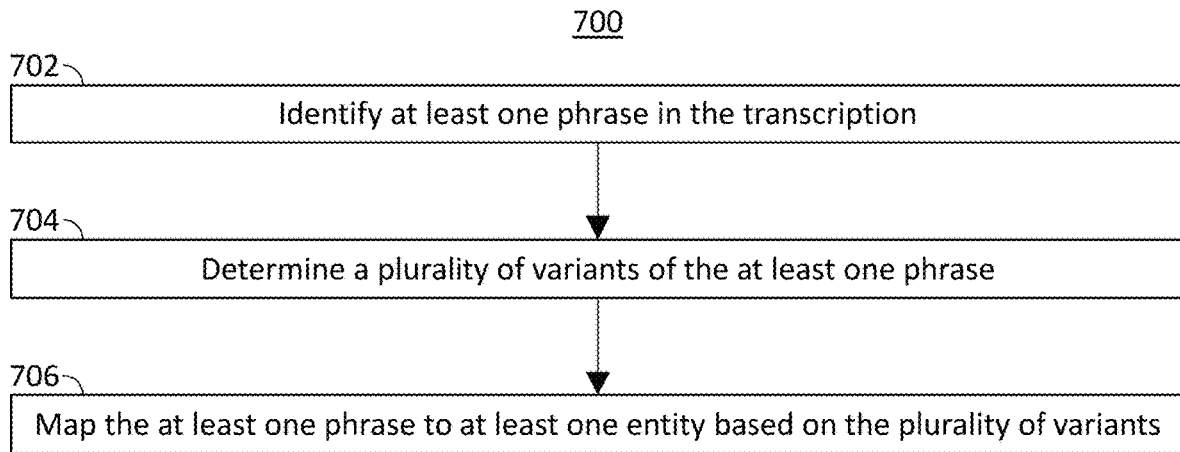 700
702
Identify at least one phrase in the transcription
704
Determine a plurality of variants of the at least one phrase
706
Map the at least one phrase to at least one entity based on the plurality of variants